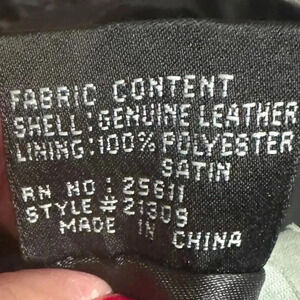 FABRIC CONTENT
SHELL: GENUINE LEATHER
LINING: 100% POLYESTER
SATIN
RN NO: 25611
STYLE # 21309
MADE IN CHINA